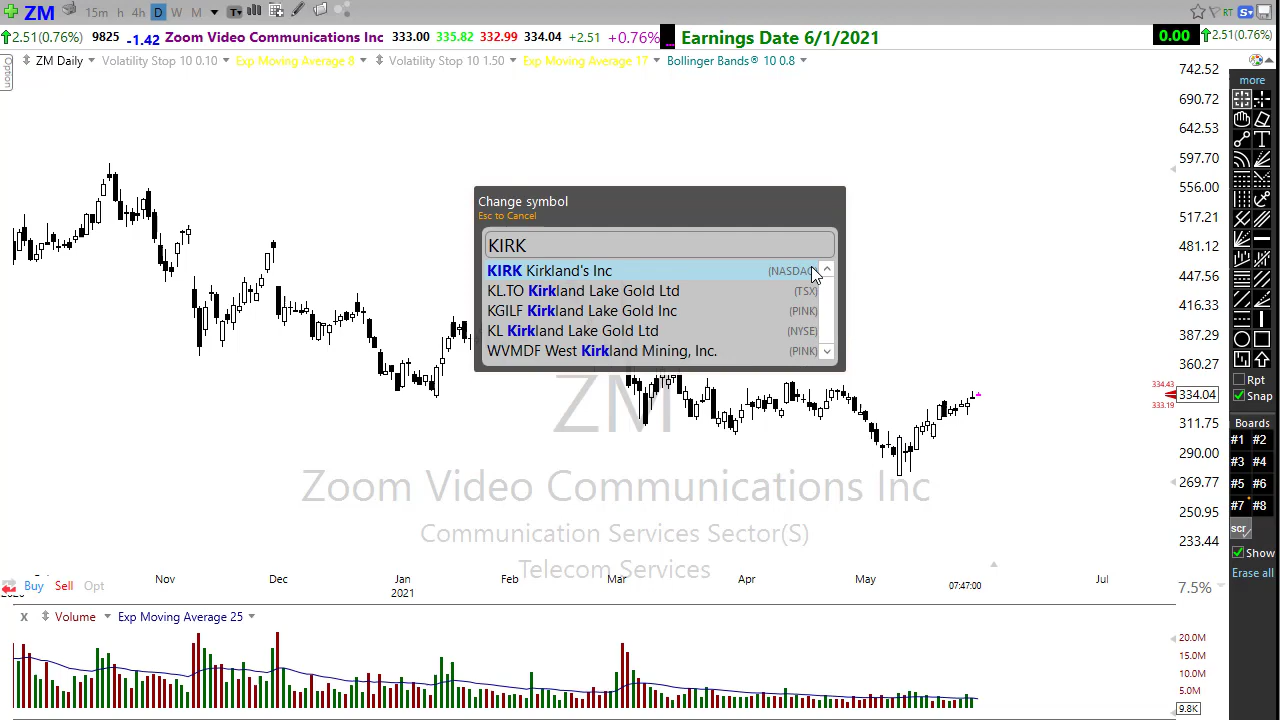 ZM 15m h 4h D W M T
2.51(0.76%) 9825 -1.42 Zoom Video Communications Inc 333.00 335.82 332.99 334.04 +2.51 +0.76% Earnings Date 6/1/2021 0.00 2.51(0.76%)
RT
Option
ZM Daily Volatility Stop 10 0.10 Exp Moving Average 8 Volatility Stop 10 1.50 Exp Moving Average 17 Bollinger Bands® 10 0.8
742.52
690.72
642.53
597.70
556.00
517.21
481.12
447.56
416.33
387.29
360.27
334.43
334.04
333.19
311.75
290.00
269.77
250.95
233.44
7.5%
Change symbol
Esc to Cancel
KIRK
KIRK Kirkland's Inc (NASDAQ
KL.TO Kirkland Lake Gold Ltd (TSX)
KGILF Kirkland Lake Gold Inc (PINK)
KL Kirkland Lake Gold Ltd (NYSE)
WVMDF West Kirkland Mining, Inc. (PINK)
ZM
Zoom Video Communications Inc
Communication Services Sector(S)
Telecom Services
Nov Dec Jan Feb Mar Apr May Jul
2021 07:47:00
Buy Sell Opt
x Volume Exp Moving Average 25
20.0M
15.0M
10.0M
5.0M
9.8K
more
Rpt
Snap
Boards
#1 #2
#3 #4
#5 #6
#7 #8
scr
Show
Erase all